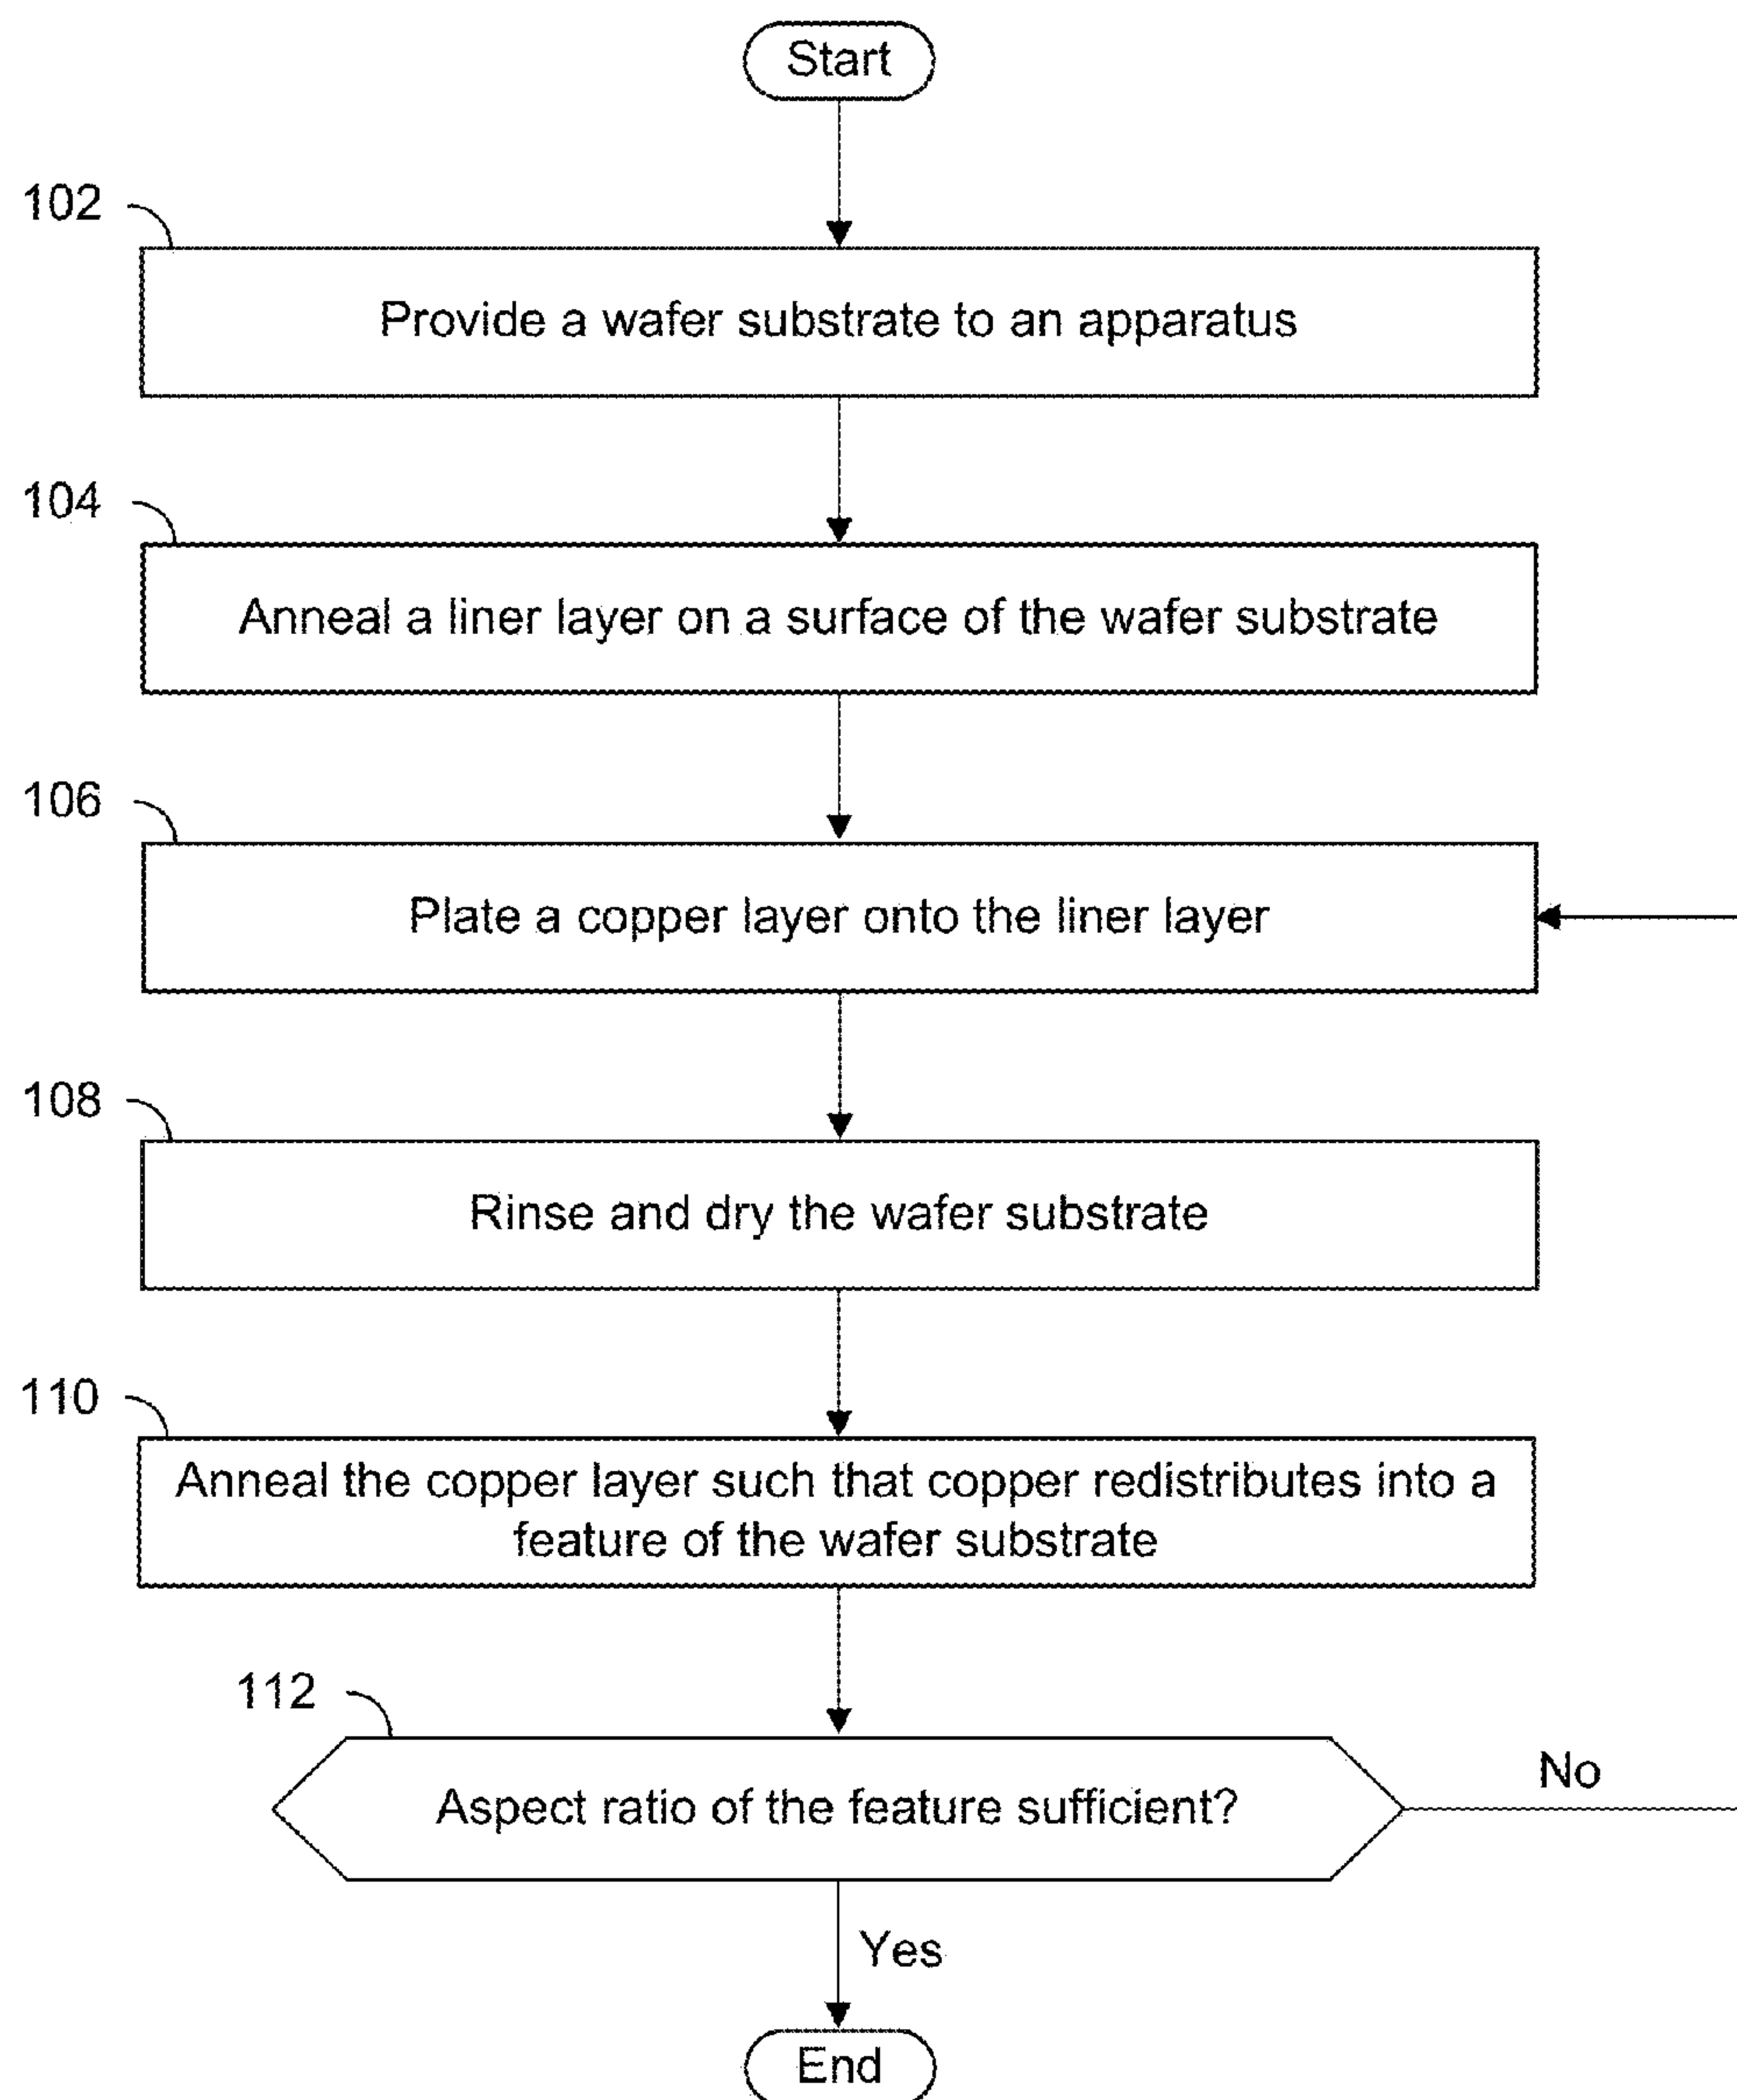 Start
102
Provide a wafer substrate to an apparatus
104
Anneal a liner layer on a surface of the wafer substrate
106
Plate a copper layer onto the liner layer
108
Rinse and dry the wafer substrate
110
Anneal the copper layer such that copper redistributes into a
feature of the wafer substrate
112
Aspect ratio of the feature sufficient?
No
Yes
End